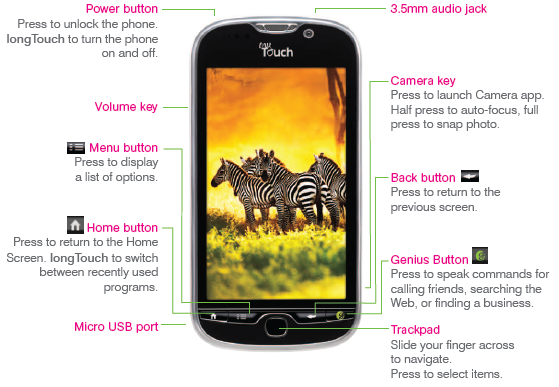 Power button
Press to unlock the phone.
longTouch to turn the phone
on and off.
Volume key
Menu button
Press to display
a list of options.
Home button
Press to return to the Home
Screen. longTouch to switch
between recently used
programs.
Micro USB port
myTouch
3.5mm audio jack
Camera key
Press to launch Camera app.
Half press to auto-focus, full
press to snap photo.
Back button
Press to return to the
previous screen.
Genius Button
Press to speak commands for
calling friends, searching the
Web, or finding a business.
Trackpad
Slide your finger across
to navigate.
Press to select items.